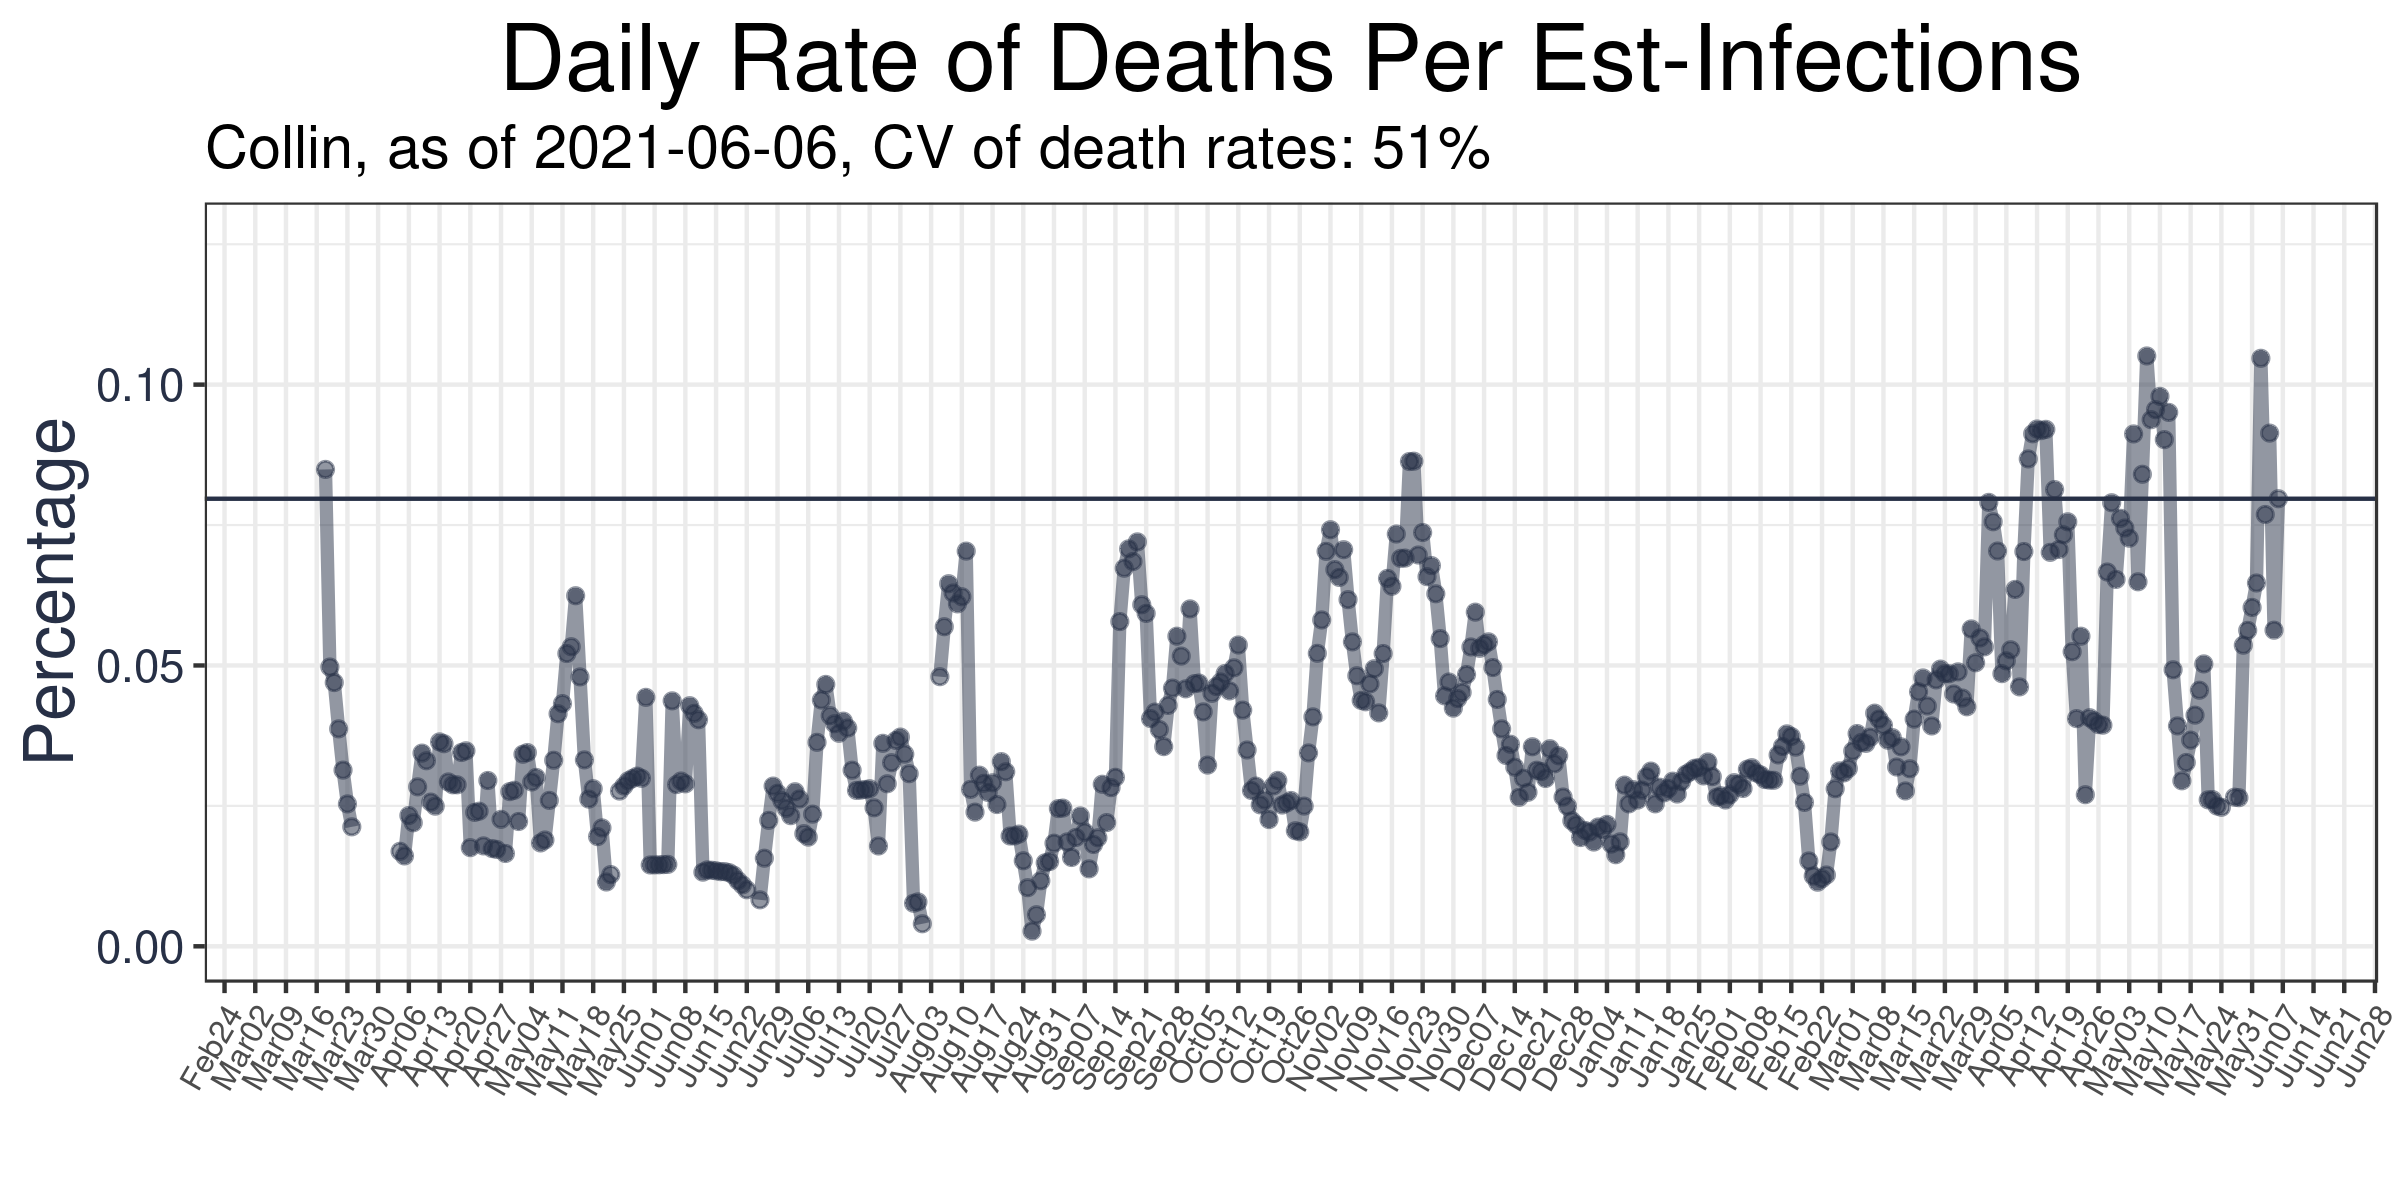 Daily Rate of Deaths Per Est-Infections
Collin, as of 2021-06-06, CV of death rates: 51%
Percentage
0.10
0.05
0.00
Feb24
Mar02
Mar09
Mar16
Mar23
Mar30
Apr06
Apr13
Apr20
Apr27
May04
May11
May18
May25
Jun01
Jun08
Jun15
Jun22
Jun29
Jul06
Jul13
Jul20
Jul27
Aug03
Aug10
Aug17
Aug24
Aug31
Sep07
Sep14
Sep21
Sep28
Oct05
Oct12
Oct19
Oct26
Nov02
Nov09
Nov16
Nov23
Nov30
Dec07
Dec14
Dec21
Dec28
Jan04
Jan11
Jan18
Jan25
Feb01
Feb08
Feb15
Feb22
Mar01
Mar08
Mar15
Mar22
Mar29
Apr05
Apr12
Apr19
Apr26
May03
May10
May17
May24
May31
Jun07
Jun14
Jun21
Jun28